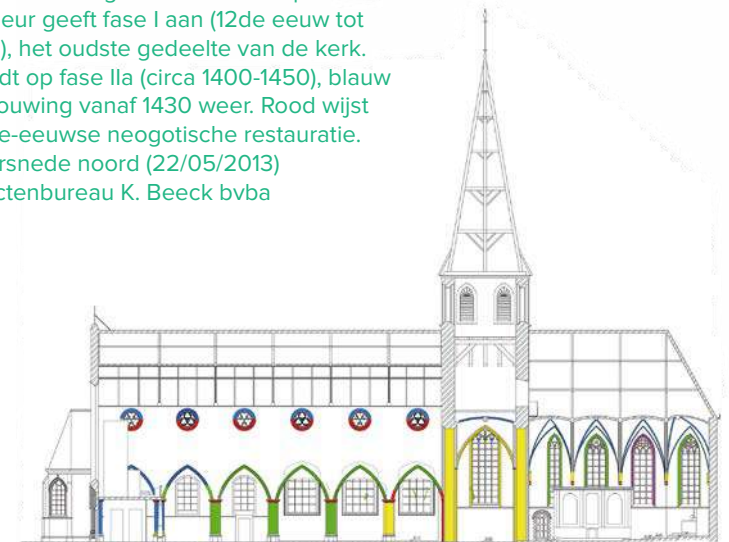 eur geeft fase I aan (12de eeuw tot
), het oudste gedeelte van de kerk.
dt op fase IIa (circa 1400-1450), blauw
ouwing vanaf 1430 weer. Rood wijst
e-eeuwse neogotische restauratie.
rsnede noord (22/05/2013)
ctenbureau K. Beeck bvba